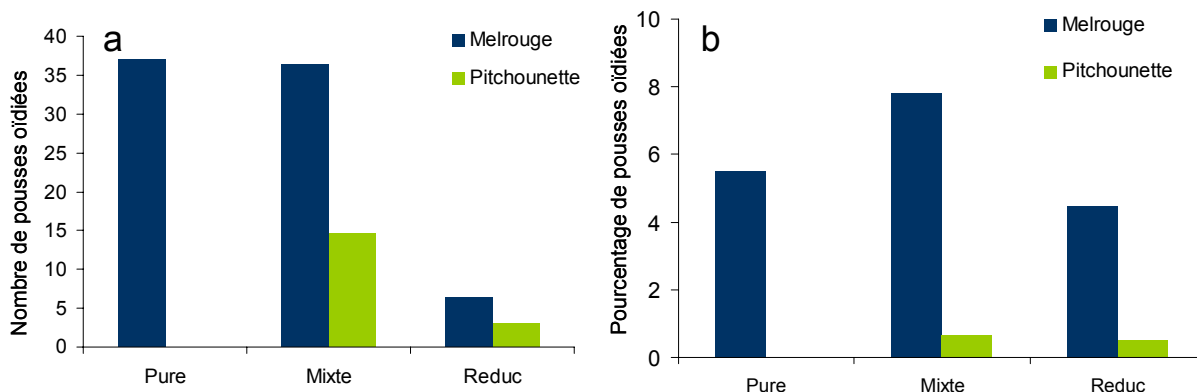 a
Melrouge
Pitchounette
Nombre de pousses oïdiées
40
35
30
25
20
15
10
5
0
Pure
Mixte
Reduc
b
Melrouge
Pitchounette
Pourcentage de pousses oïdiées
10
8
6
4
2
0
Pure
Mixte
Reduc